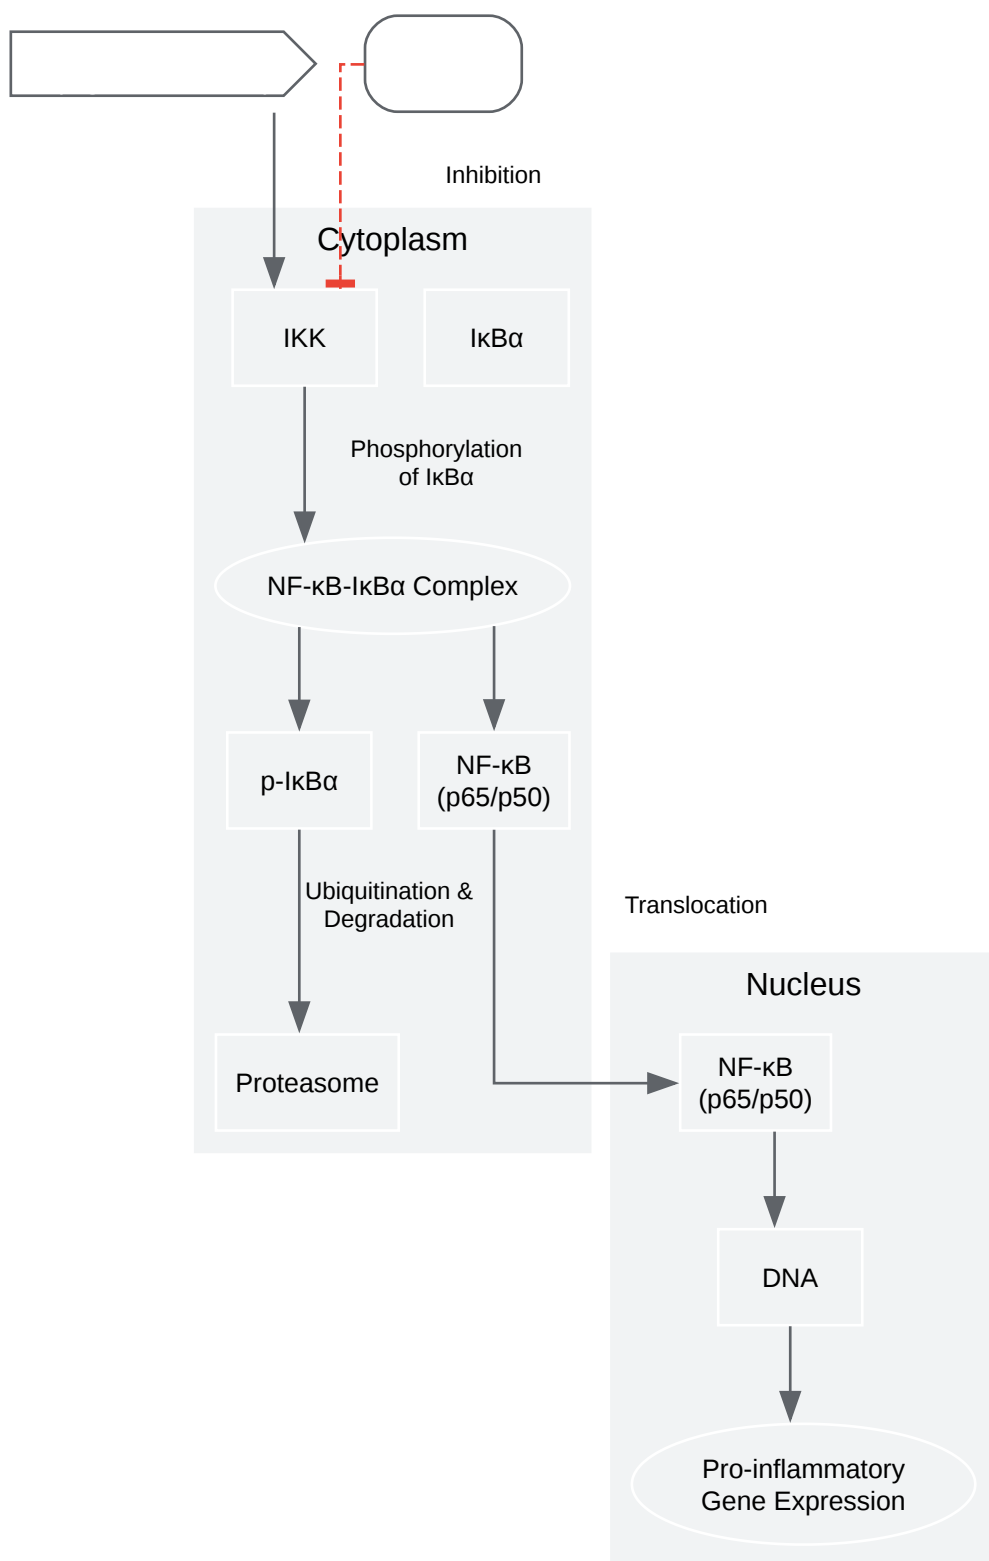 Inhibition
Cytoplasm
IKK
IκBα
Phosphorylation
of IκBα
NF-κB-IκBα Complex
p-IκBα
NF-κB
(p65/p50)
Ubiquitination &
Degradation
Translocation
Nucleus
Proteasome
NF-κB
(p65/p50)
DNA
Pro-inflammatory
Gene Expression